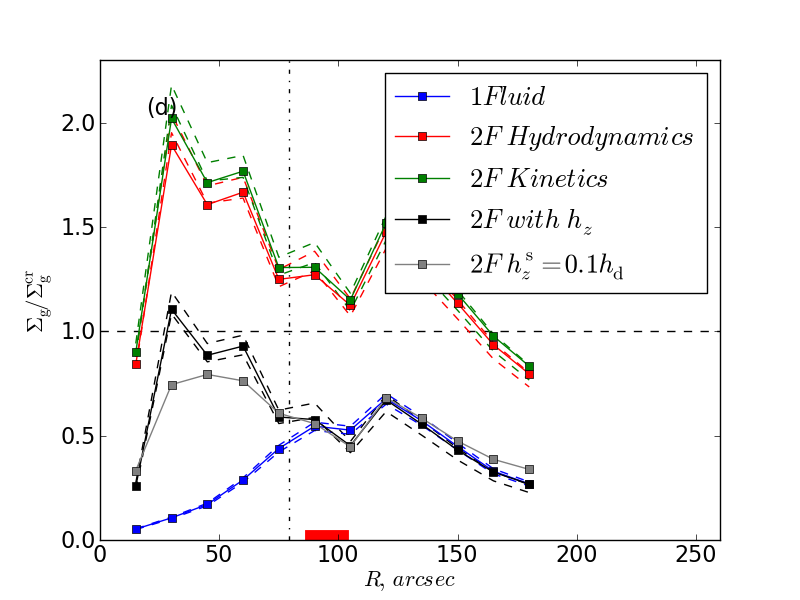 (d)
1Fluid
2F Hydrodynamics
2F Kinetics
2F with h_z
2F h_z^s = 0.1h_d
Σ_g/Σ_g^cr
2.0
1.5
1.0
0.5
0.0
0 50 100 150 200 250
R, arcsec